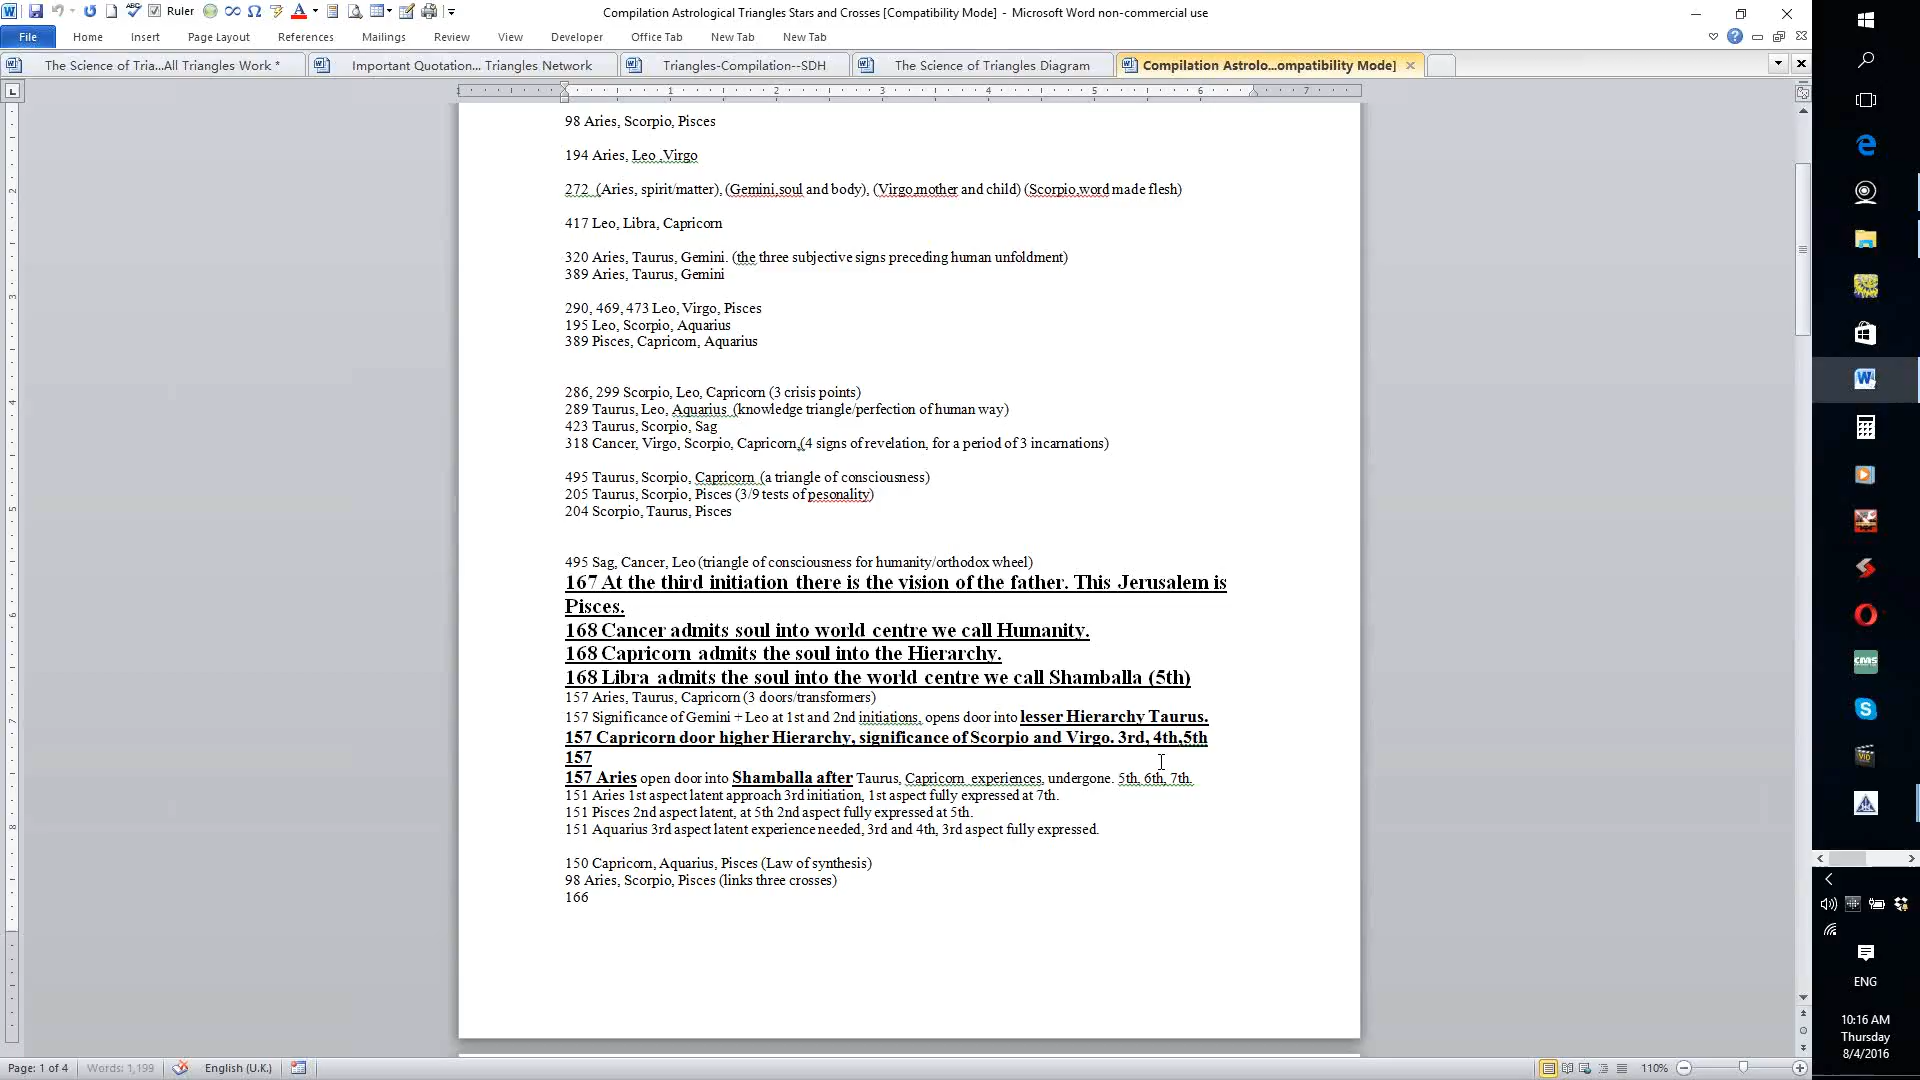 Compilation Astrological Triangles Stars and Crosses [Compatibility Mode] - Microsoft Word non-commercial use
Ruler
File Home Insert Page Layout References Mailings Review View Developer Office Tab New Tab New Tab
The Science of Tria...All Triangles Work * Important Quotation... Triangles Network Triangles-Compilation--SDH The Science of Triangles Diagram Compilation Astrolo...ompatibility Mode]
1 2 3 4 5 6 7
98 Aries, Scorpio, Pisces
194 Aries, Leo ,Virgo
272 (Aries, spirit/matter), (Gemini,soul and body), (Virgo,mother and child) (Scorpio,word made flesh)
417 Leo, Libra, Capricorn
320 Aries, Taurus, Gemini. (the three subjective signs preceding human unfoldment)
389 Aries, Taurus, Gemini
290, 469, 473 Leo, Virgo, Pisces
195 Leo, Scorpio, Aquarius
389 Pisces, Capricorn, Aquarius
286, 299 Scorpio, Leo, Capricorn (3 crisis points)
289 Taurus, Leo, Aquarius (knowledge triangle/perfection of human way)
423 Taurus, Scorpio, Sag
318 Cancer, Virgo, Scorpio, Capricorn,(4 signs of revelation, for a period of 3 incarnations)
495 Taurus, Scorpio, Capricorn (a triangle of consciousness)
205 Taurus, Scorpio, Pisces (3/9 tests of pesonality)
204 Scorpio, Taurus, Pisces
495 Sag, Cancer, Leo (triangle of consciousness for humanity/orthodox wheel)
167 At the third initiation there is the vision of the father. This Jerusalem is
Pisces.
168 Cancer admits soul into world centre we call Humanity.
168 Capricorn admits the soul into the Hierarchy.
168 Libra admits the soul into the world centre we call Shamballa (5th)
157 Aries, Taurus, Capricorn (3 doors/transformers)
157 Significance of Gemini + Leo at 1st and 2nd initiations, opens door into lesser Hierarchy Taurus.
157 Capricorn door higher Hierarchy, significance of Scorpio and Virgo. 3rd, 4th,5th
157
157 Aries open door into Shamballa after Taurus, Capricorn experiences, undergone. 5th, 6th, 7th.
151 Aries 1st aspect latent approach 3rd initiation, 1st aspect fully expressed at 7th.
151 Pisces 2nd aspect latent, at 5th 2nd aspect fully expressed at 5th.
151 Aquarius 3rd aspect latent experience needed, 3rd and 4th, 3rd aspect fully expressed.
150 Capricorn, Aquarius, Pisces (Law of synthesis)
98 Aries, Scorpio, Pisces (links three crosses)
166
CMS
ENG
10:16 AM
Thursday
8/4/2016
Page: 1 of 4 Words: 1,199 English (U.K.) 110%